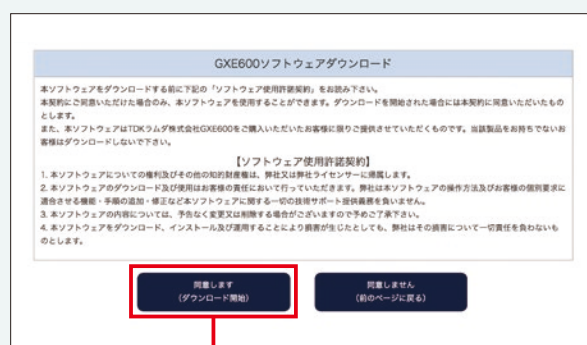 GXE600ソフトウェアダウンロード
本ソフトウェアをダウンロードする前に下記の「ソフトウェア使用許諾契約」をお読み下さい。
本契約にご同意いただけた場合のみ、本ソフトウェアを使用することができます。ダウンロードを開始された場合には本契約に同意いただいたもの
とします。
また、本ソフトウェアはTDKラムダ株式会社GXE600をご購入いただいたお客様に限りご提供させていただくものです。当該製品をお持ちでないお
客様はダウンロードしないで下さい。
【ソフトウェア使用許諾契約】
1. 本ソフトウェアについての権利及びその他の知的財産権は、弊社又は弊社ライセンサーに帰属します。
2. 本ソフトウェアのダウンロード及び使用はお客様の責任において行っていただきます。弊社は本ソフトウェアの操作方法及びお客様の個別要求に
適合させる機能・手順の追加・修正など本ソフトウェアに関する一切の技術サポート提供義務を負いません。
3. 本ソフトウェアの内容については、予告なく変更又は削除する場合がございますので予めご了承下さい。
4. 本ソフトウェアをダウンロード、インストール及び運用することにより損害が生じたとしても、弊社はその損害について一切責任を負わないも
のとします。
同意します
(ダウンロード開始)
同意しません
(前のページに戻る)